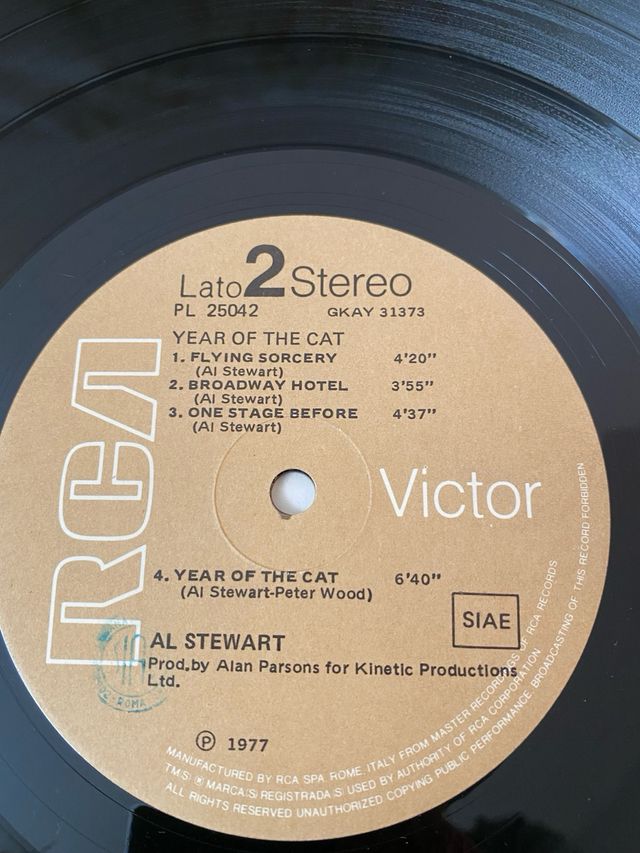 Lato 2 Stereo
PL 25042 GKAY 31373
YEAR OF THE CAT
1. FLYING SORCERY 4'20"
(Al Stewart)
2. BROADWAY HOTEL 3'55"
(Al Stewart)
3. ONE STAGE BEFORE 4'37"
(Al Stewart)
RCA Victor
4. YEAR OF THE CAT 6'40"
(Al Stewart-Peter Wood)
SIAE
AL STEWART
Prod.by Alan Parsons for Kinetic Productions
Ltd.
ROMA
Ⓟ 1977
MANUFACTURED BY RCA SPA. ROME. ITALY FROM MASTER RECORDINGS OF RCA RECORDS
TM(S) ® MARCA(S) REGISTRADA(S) USED BY AUTHORITY OF RCA CORPORATION
ALL RIGHTS RESERVED UNAUTHORIZED COPYING PUBLIC PERFORMANCE BROADCASTING OF THIS RECORD FORBIDDEN